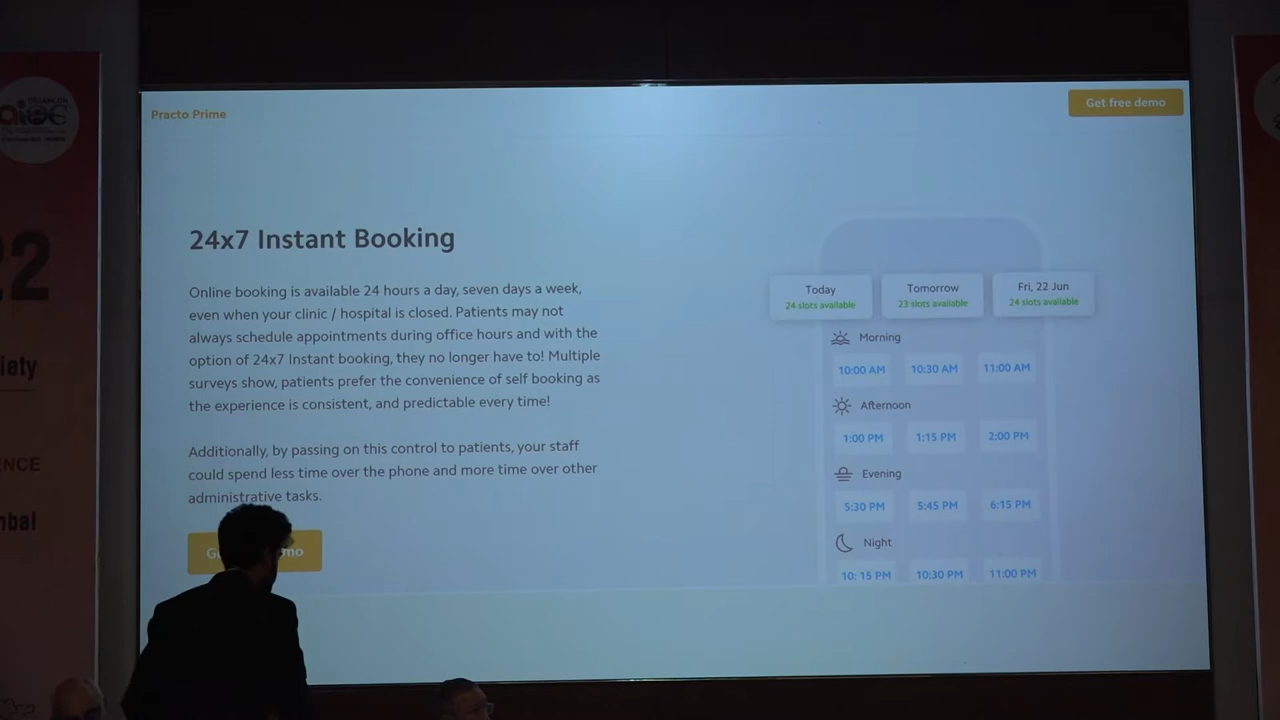 Practo Prime
Get free demo
24x7 Instant Booking
Online booking is available 24 hours a day, seven days a week,
even when your clinic / hospital is closed. Patients may not
always schedule appointments during office hours and with the
option of 24x7 Instant booking, they no longer have to! Multiple
surveys show, patients prefer the convenience of self booking as
the experience is consistent, and predictable every time!
Additionally, by passing on this control to patients, your staff
could spend less time over the phone and more time over other
administrative tasks.
G mo
Today
24 slots available
Tomorrow
23 slots available
Fri, 22 Jun
24 slots available
Morning
10:00 AM 10:30 AM 11:00 AM
Afternoon
1:00 PM 1:15 PM 2:00 PM
Evening
5:30 PM 5:45 PM 6:15 PM
Night
10: 15 PM 10:30 PM 11:00 PM
aioc
22
iety
ENCE
nbai